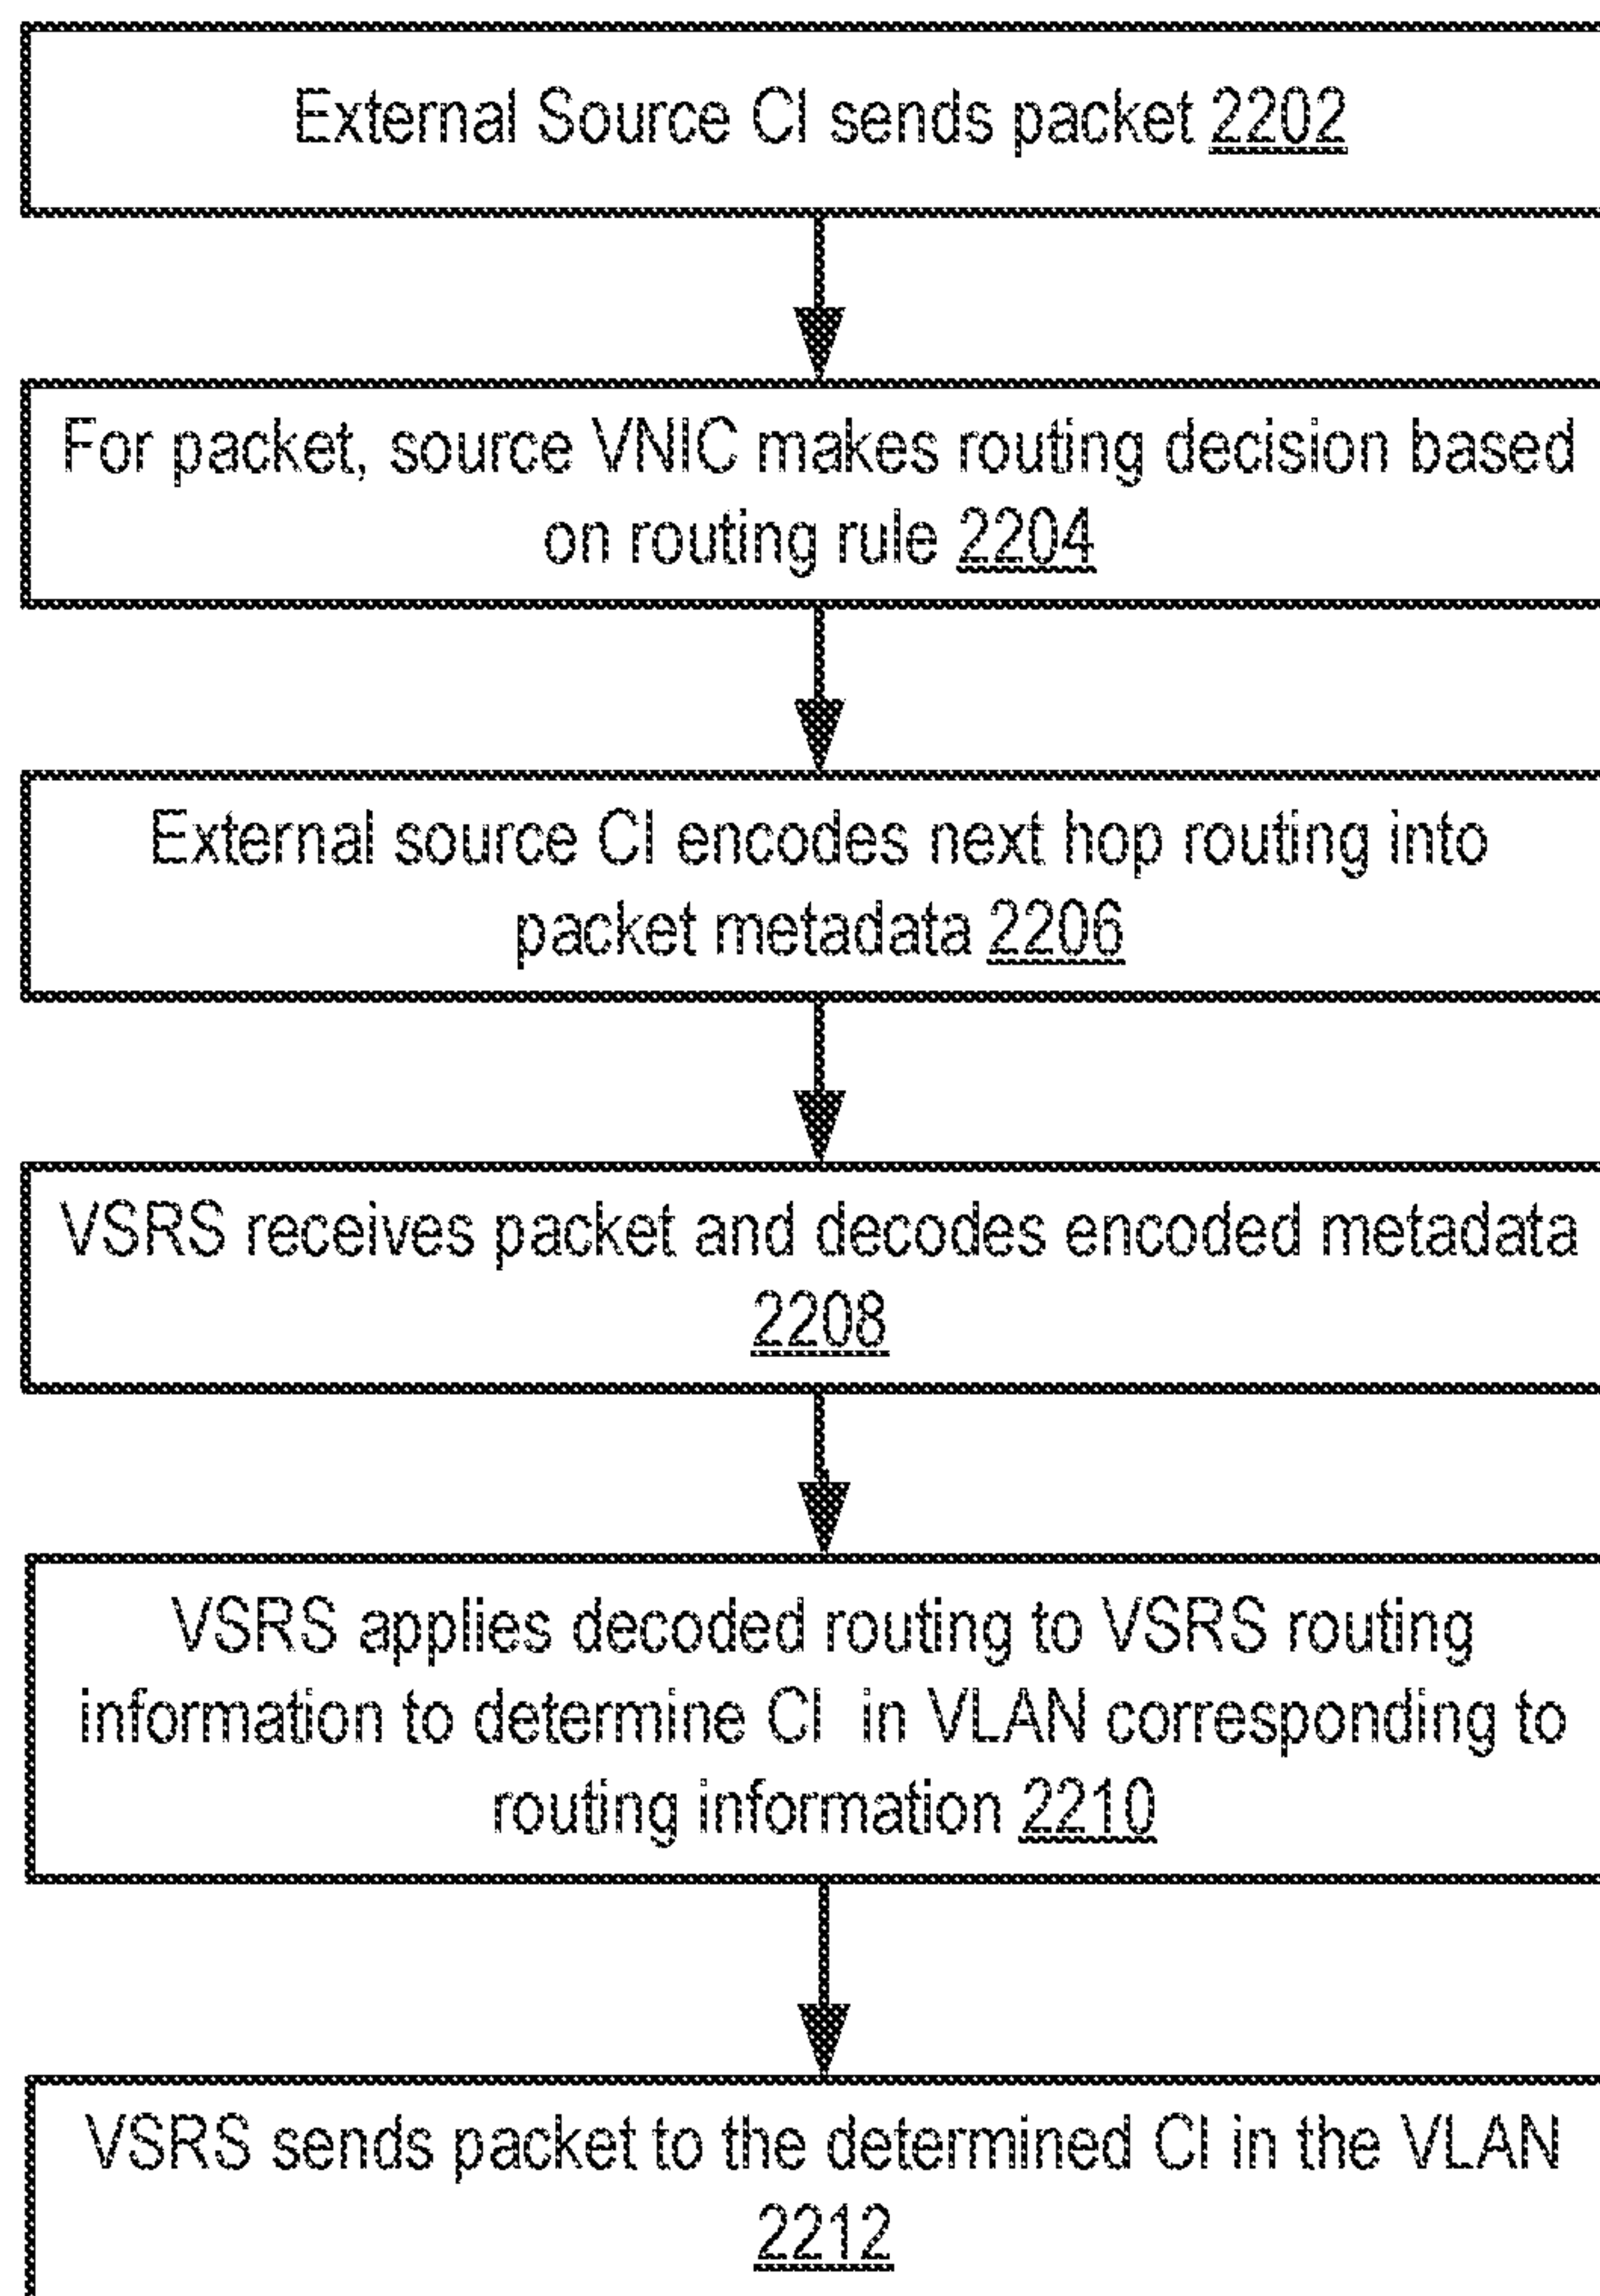 External Source CI sends packet 2202
For packet, source VNIC makes routing decision based
on routing rule 2204
External source CI encodes next hop routing into
packet metadata 2206
VSRS receives packet and decodes encoded metadata
2208
VSRS applies decoded routing to VSRS routing
information to determine CI in VLAN corresponding to
routing information 2210
VSRS sends packet to the determined CI in the VLAN
2212